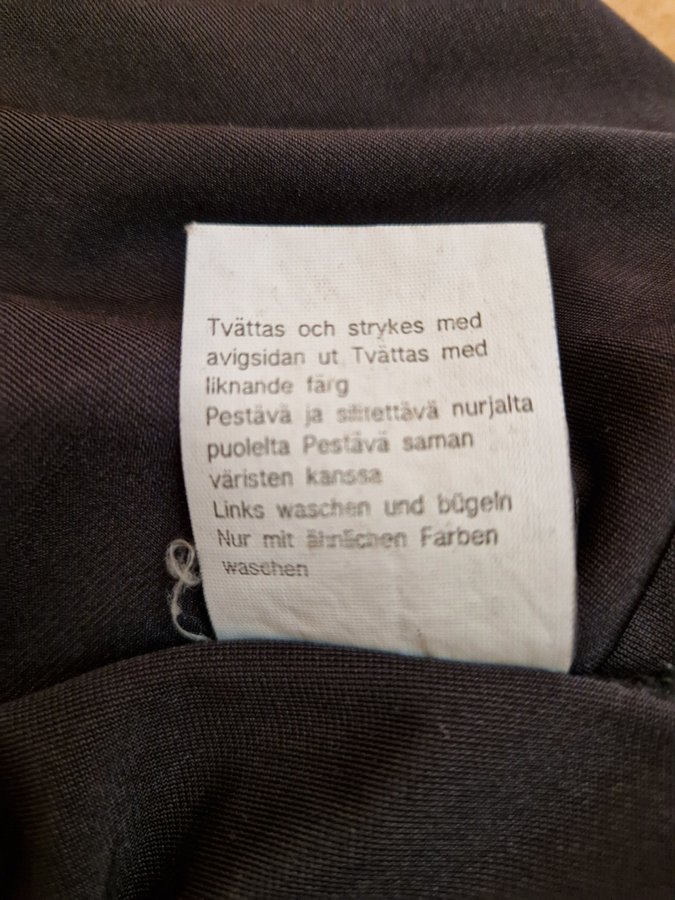 Tvättas och strykes med
avigsidan ut Tvättas med
liknande färg
Pestävä ja silitettävä nurjalta
puolelta Pestävä saman
väristen kanssa
Links waschen und bügeln
Nur mit ähnlichen Farben
waschen